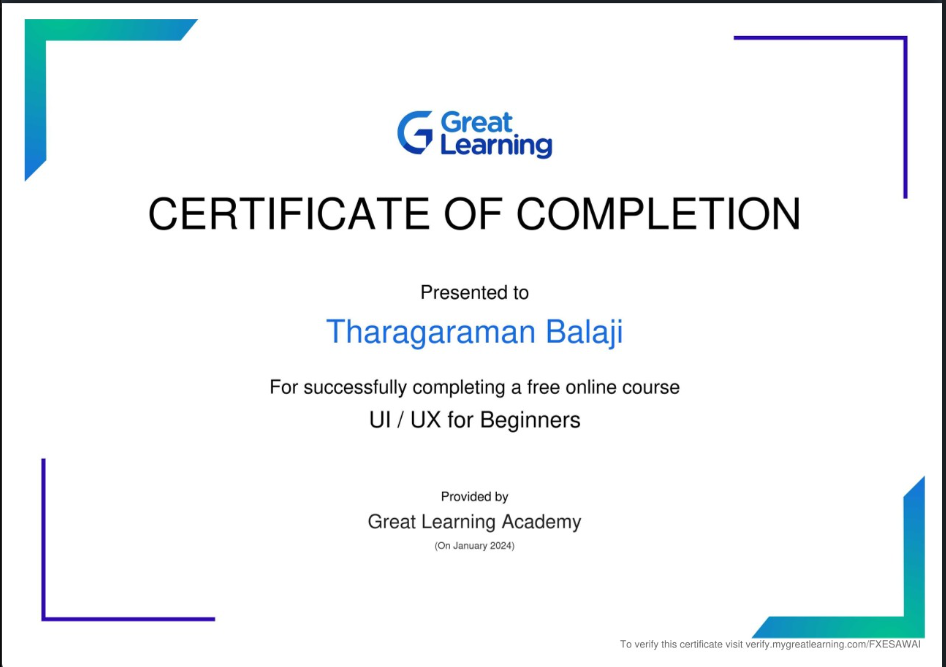 Great
Learning
CERTIFICATE OF COMPLETION
Presented to
Tharagaraman Balaji
For successfully completing a free online course
UI / UX for Beginners
Provided by
Great Learning Academy
(On January 2024)
To verify this certificate visit verify.mygreatlearning.com/FXESAWAI